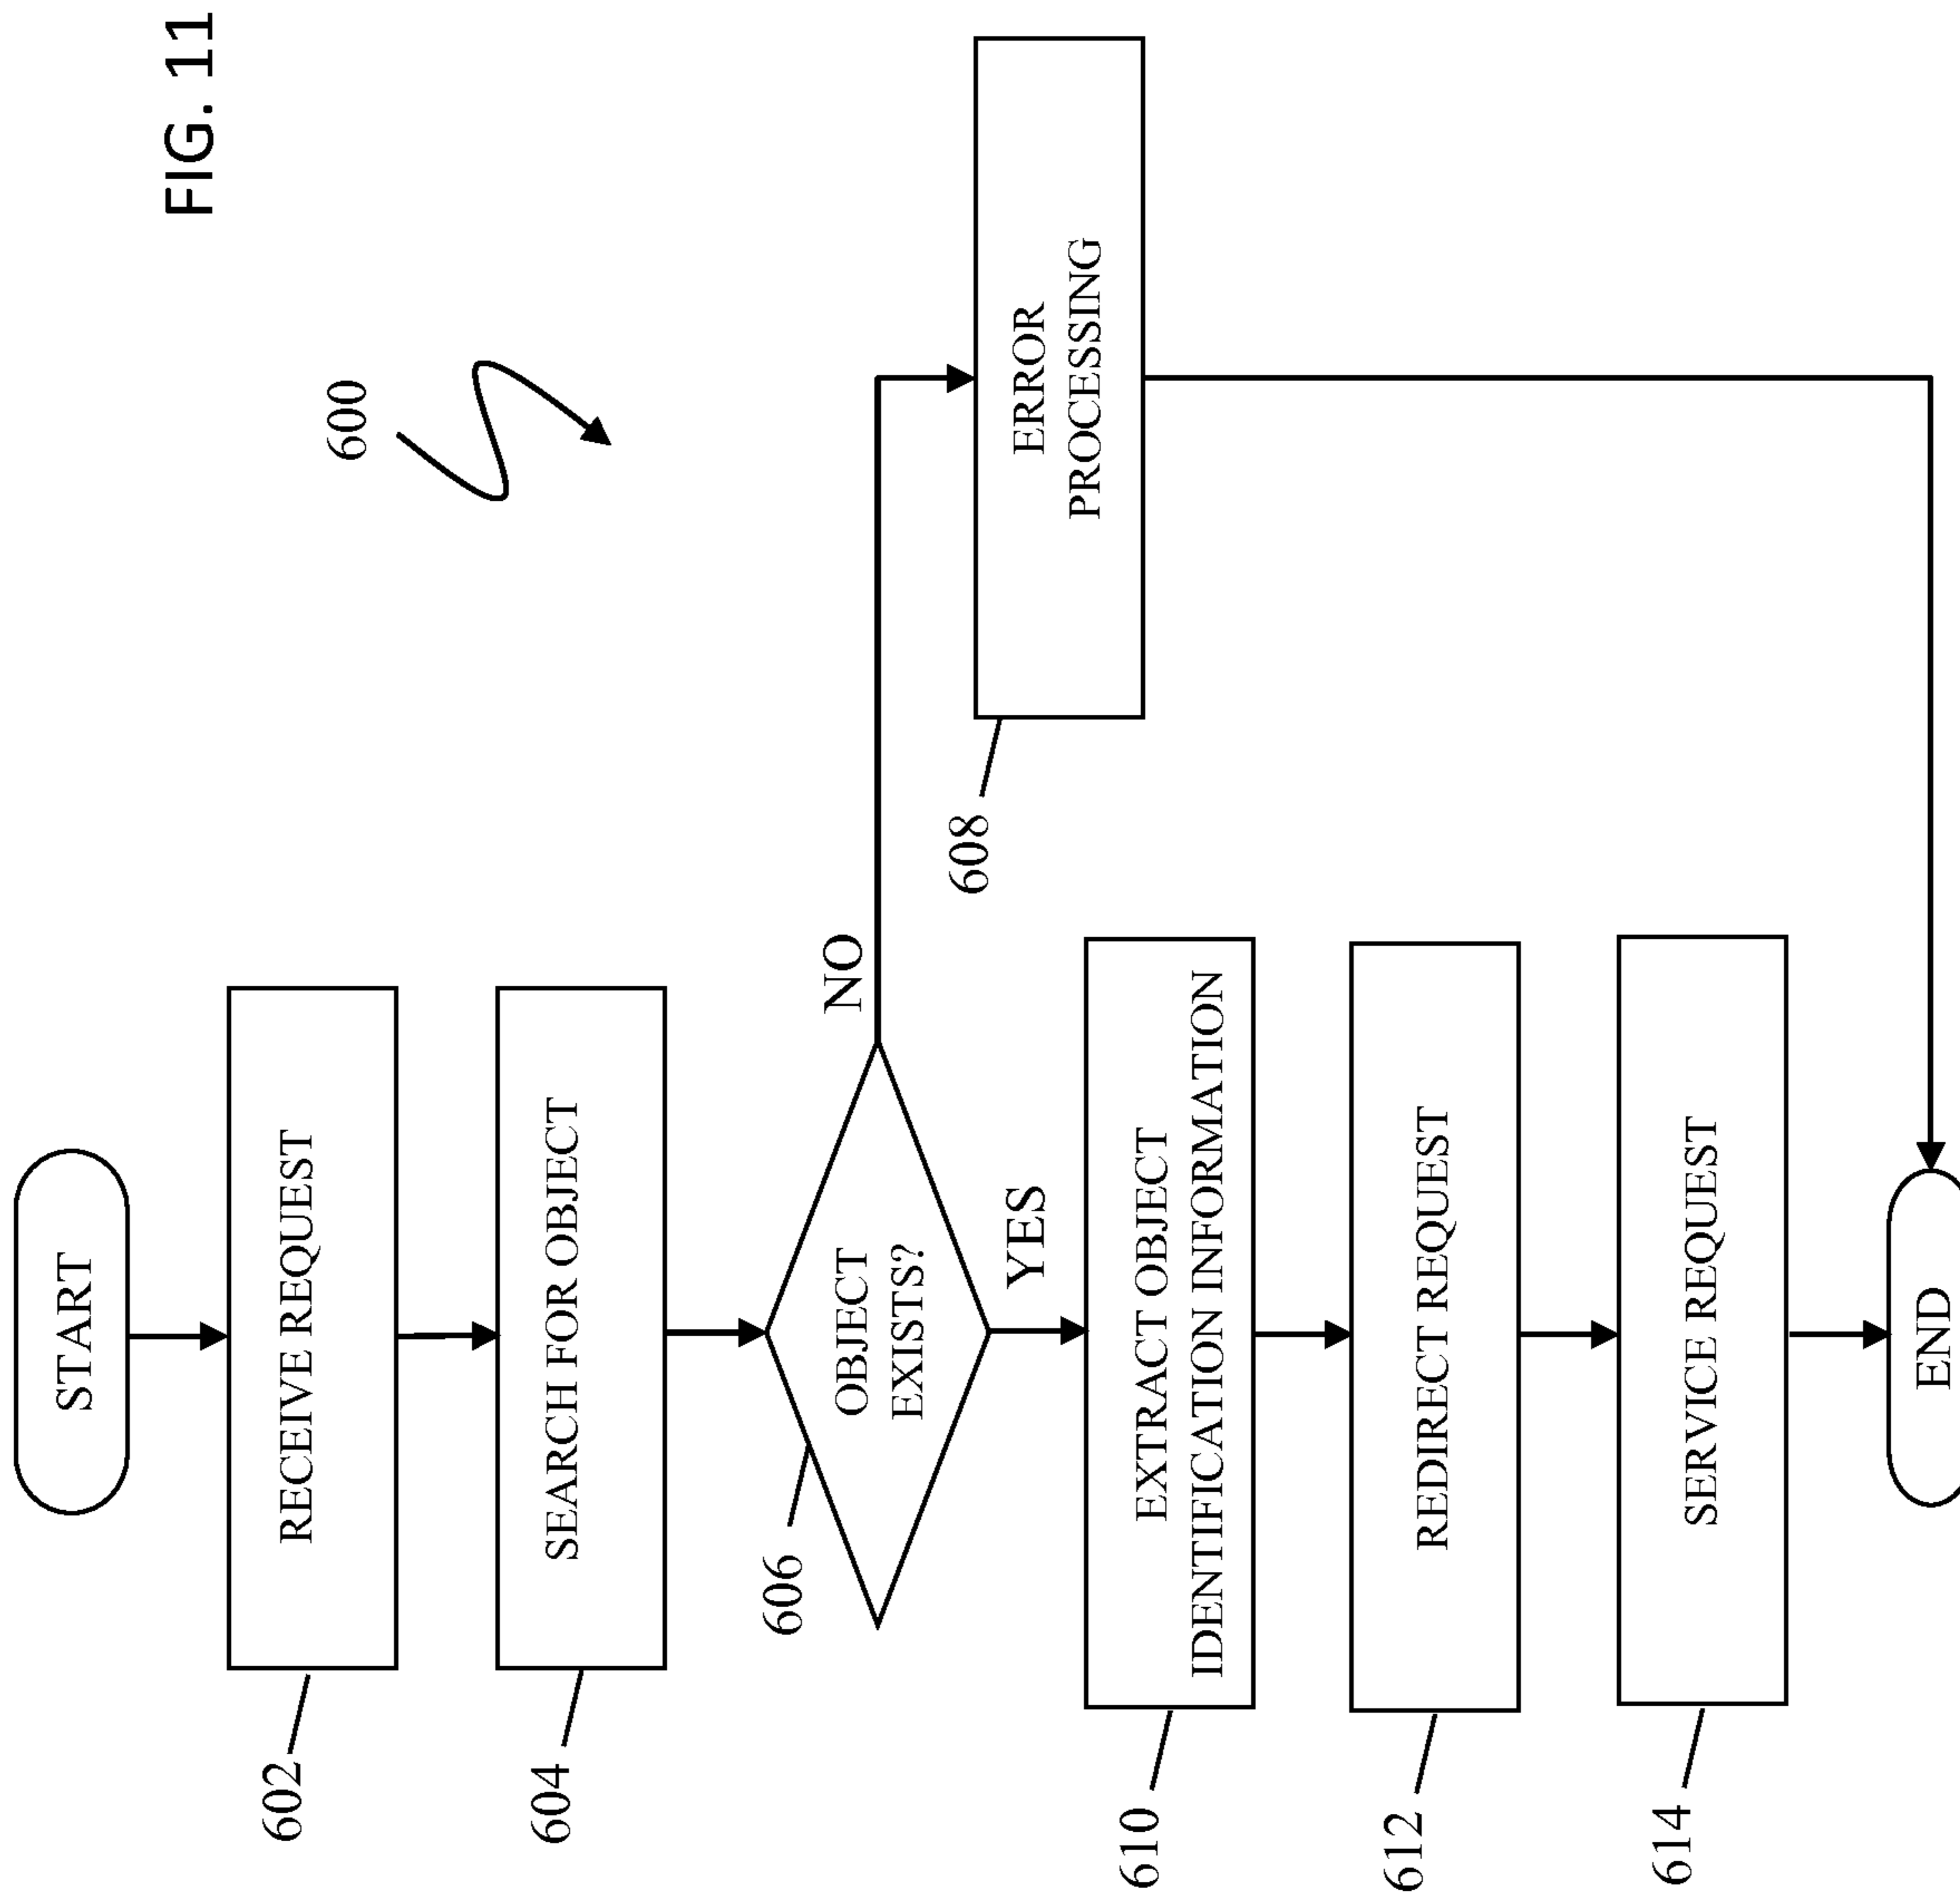 FIG. 11
600
START
602
RECEIVE REQUEST
604
SEARCH FOR OBJECT
606
OBJECT
EXISTS?
NO
YES
608
ERROR
PROCESSING
610
EXTRACT OBJECT
IDENTIFICATION INFORMATION
612
REDIRECT REQUEST
614
SERVICE REQUEST
END